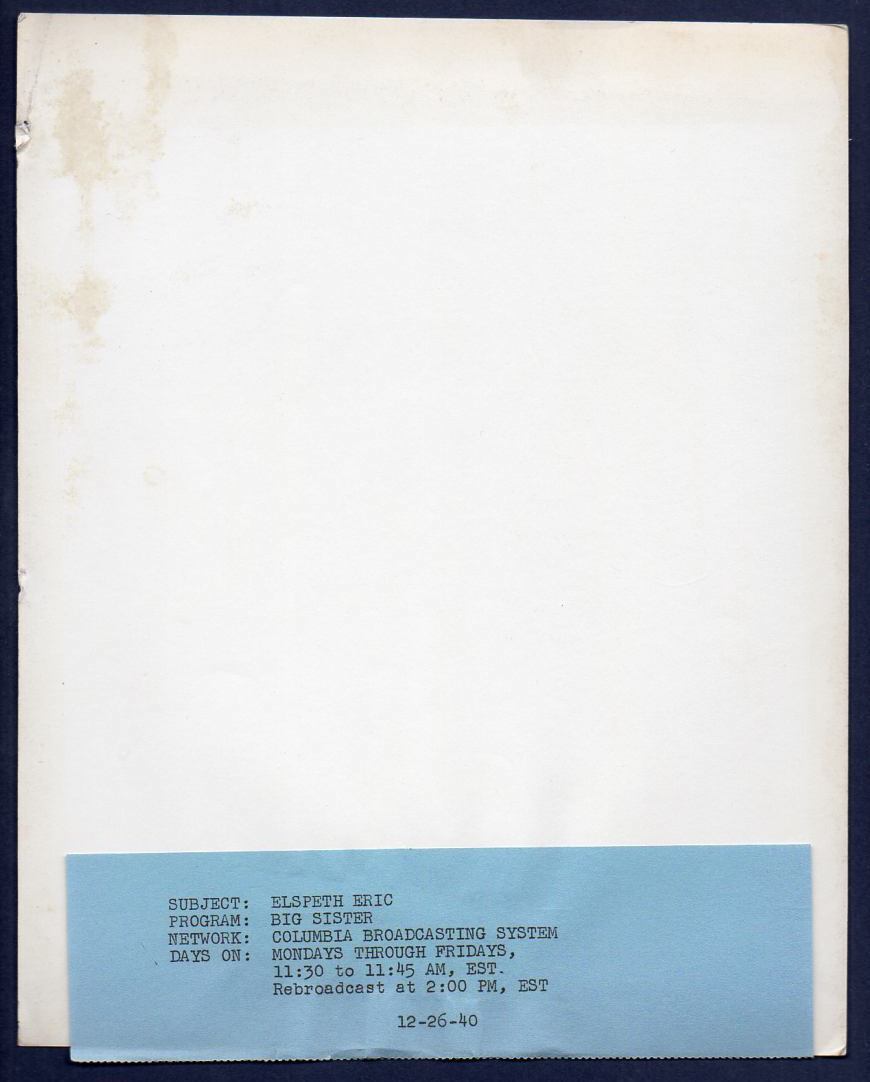 SUBJECT: ELSPETH ERIC
PROGRAM: BIG SISTER
NETWORK: COLUMBIA BROADCASTING SYSTEM
DAYS ON: MONDAYS THROUGH FRIDAYS,
11:30 to 11:45 AM, EST.
Rebroadcast at 2:00 PM, EST
12-26-40